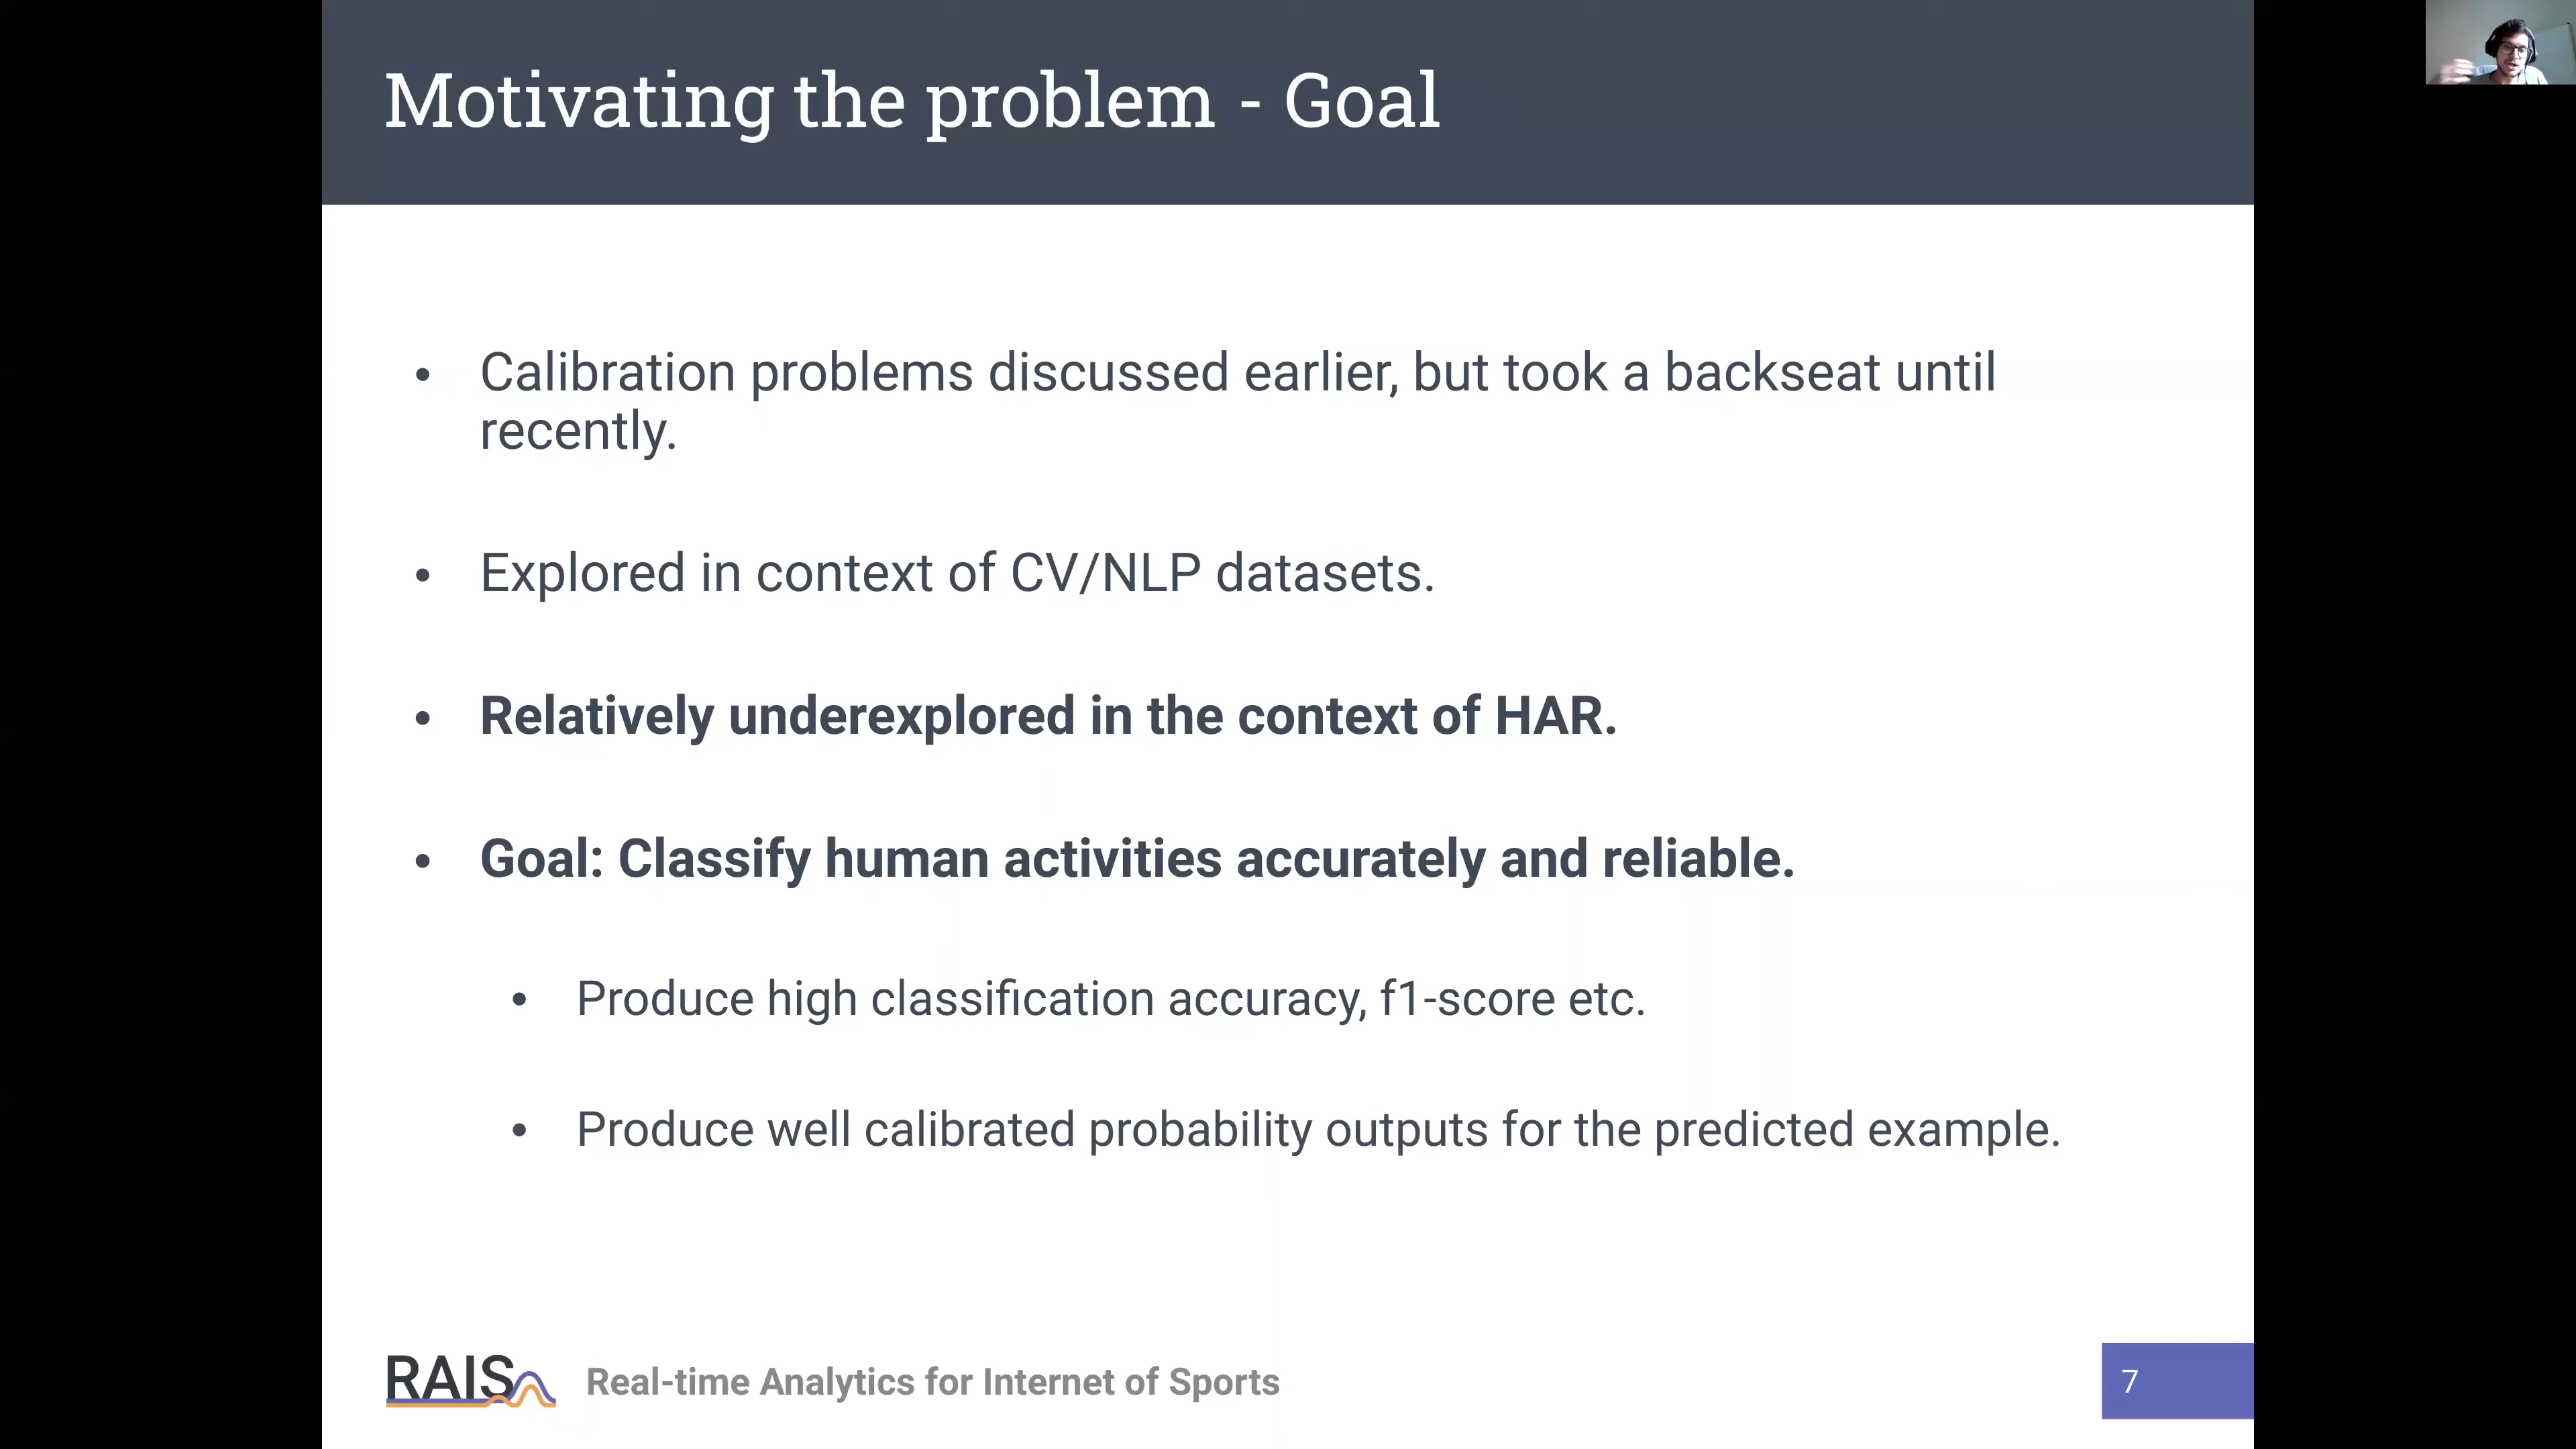 Motivating the problem - Goal
• Calibration problems discussed earlier, but took a backseat until
recently.
• Explored in context of CV/NLP datasets.
• Relatively underexplored in the context of HAR.
• Goal: Classify human activities accurately and reliable.
• Produce high classification accuracy, f1-score etc.
• Produce well calibrated probability outputs for the predicted example.
RAIS Real-time Analytics for Internet of Sports
7